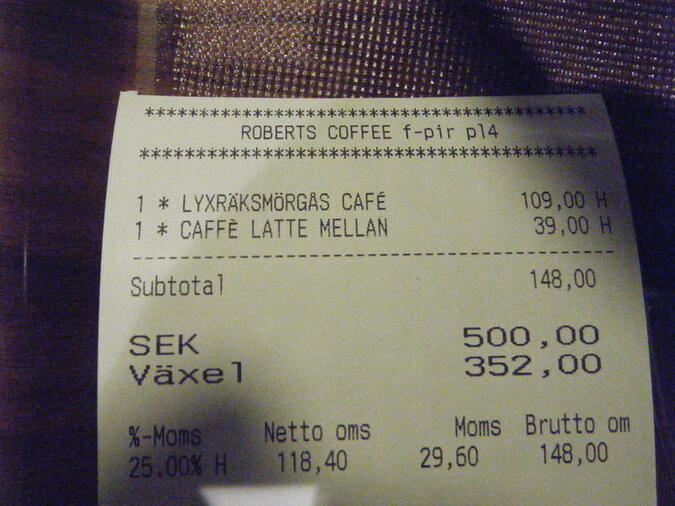 ********************************************
ROBERTS COFFEE f-pir pl4
********************************************
1 * LYXRÄKSMÖRGÅS CAFÉ 109,00 H
1 * CAFFÈ LATTE MELLAN 39,00 H
------------------------------------------------
Subtotal 148,00
SEK 500,00
Växel 352,00
%-Moms Netto oms Moms Brutto om
25.00% H 118,40 29,60 148,00